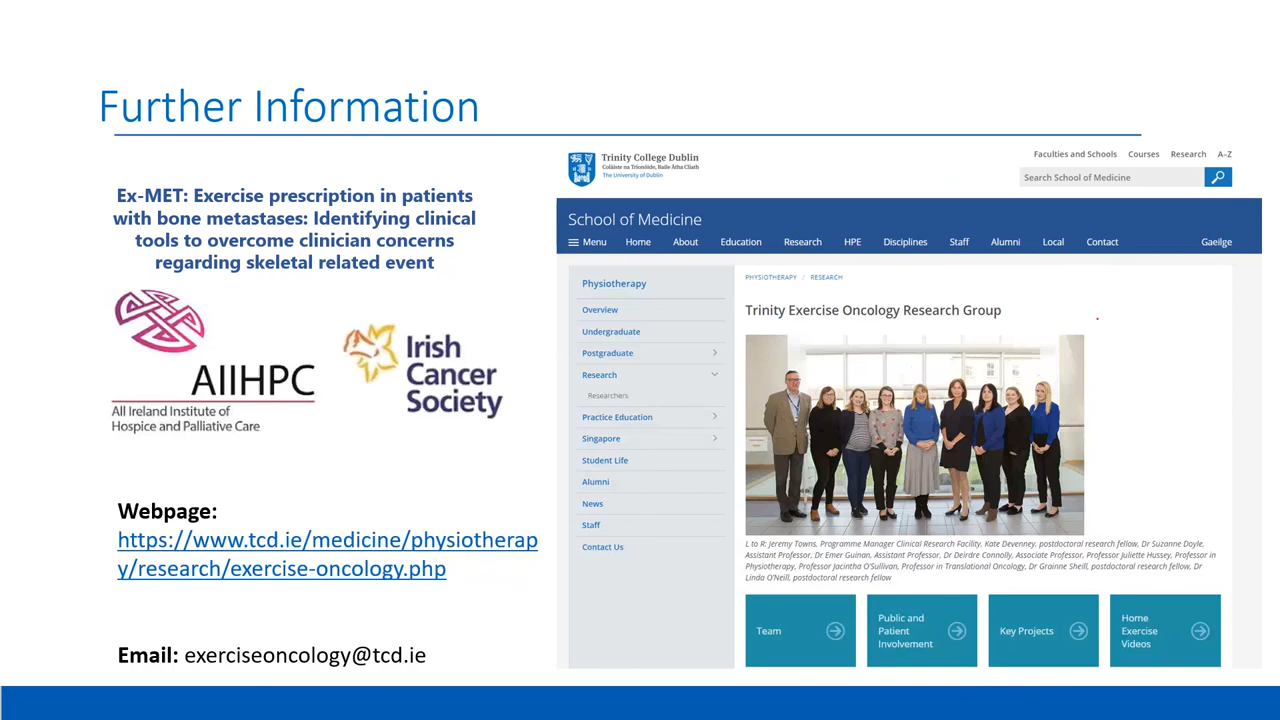 Further Information
Ex-MET: Exercise prescription in patients
with bone metastases: Identifying clinical
tools to overcome clinician concerns
regarding skeletal related event
AIIHPC
All Ireland Institute of
Hospice and Palliative Care
Irish
Cancer
Society
Webpage:
https://www.tcd.ie/medicine/physiotherap
y/research/exercise-oncology.php
Email: exerciseoncology@tcd.ie
Trinity College Dublin
Coláiste na Tríonóide, Baile Átha Cliath
The University of Dublin
Faculties and Schools Courses Research A–Z
Search School of Medicine
School of Medicine
Menu Home About Education Research HPE Disciplines Staff Alumni Local Contact Gaeilge
Physiotherapy
Overview
Undergraduate
Postgraduate
Research
Researchers
Practice Education
Singapore
Student Life
Alumni
News
Staff
Contact Us
PHYSIOTHERAPY / RESEARCH
Trinity Exercise Oncology Research Group
L to R: Jeremy Towns, Programme Manager Clinical Research Facility, Kate Devenney, postdoctoral research fellow, Dr Suzanne Doyle,
Assistant Professor, Dr Emer Guinan, Assistant Professor, Dr Deirdre Connolly, Associate Professor, Professor Juliette Hussey, Professor in
Physiotherapy, Professor Jacintha O'Sullivan, Professor in Translational Oncology, Dr Grainne Sheill, postdoctoral research fellow, Dr
Linda O'Neill, postdoctoral research fellow
Team
Public and
Patient
Involvement
Key Projects
Home
Exercise
Videos